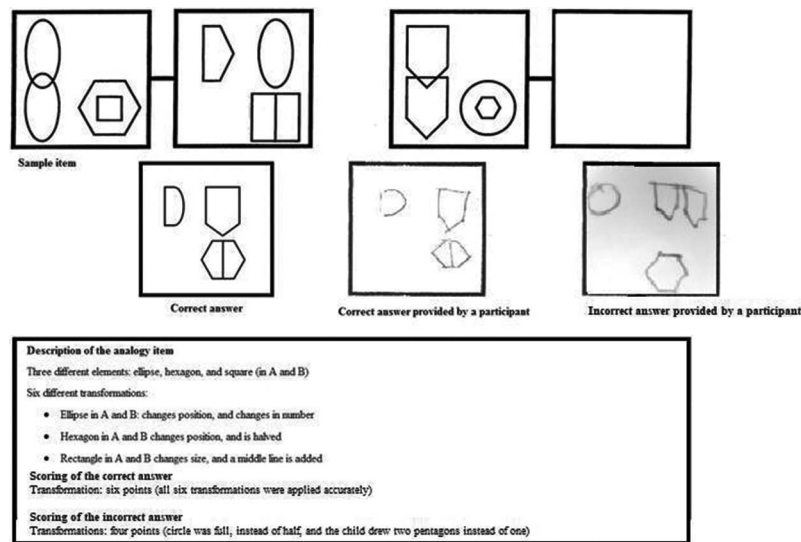 Sample item
Correct answer
Correct answer provided by a participant
Incorrect answer provided by a participant
Description of the analogy item
Three different elements: ellipse, hexagon, and square (in A and B)
Six different transformations:
• Ellipse in A and B: changes position, and changes in number
• Hexagon in A and B changes position, and is halved
• Rectangle in A and B changes size, and a middle line is added
Scoring of the correct answer
Transformation: six points (all six transformations were applied accurately)
Scoring of the incorrect answer
Transformations: four points (circle was full, instead of half, and the child drew two pentagons instead of one)